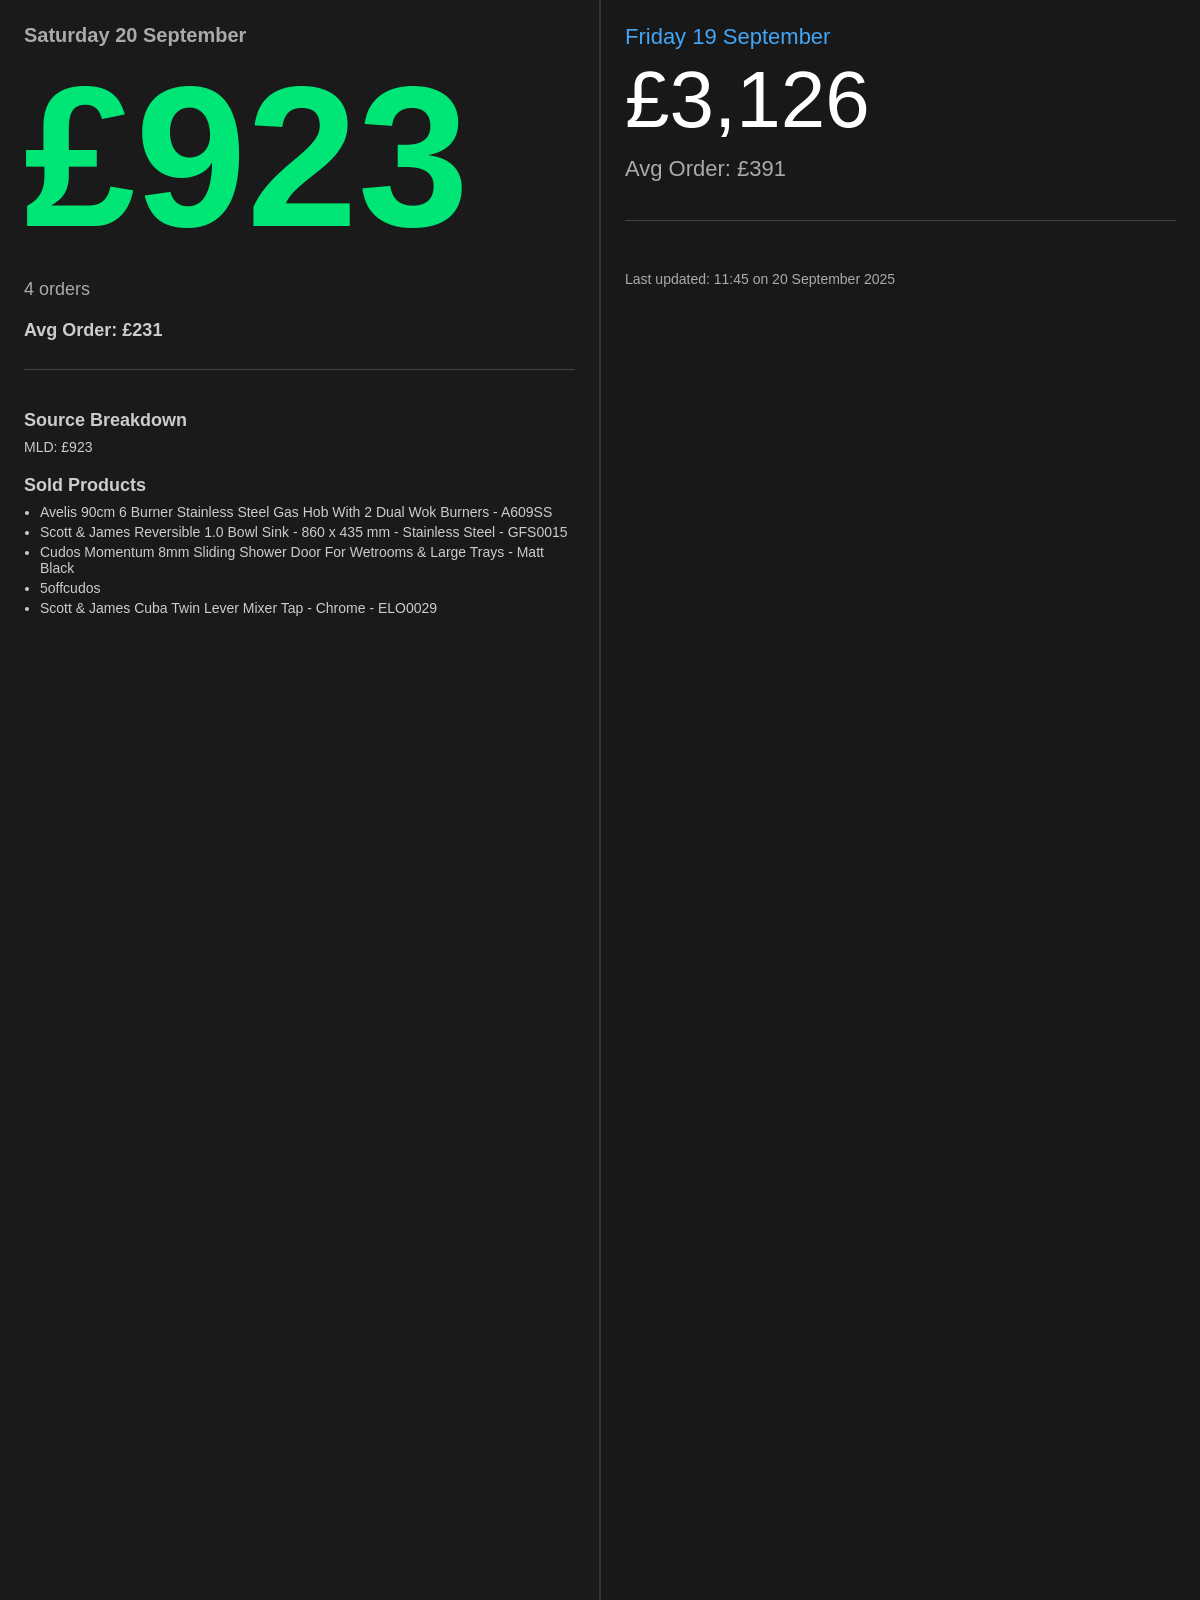 Saturday 20 September
£923
4 orders
Avg Order: £231
Source Breakdown
MLD: £923
Sold Products
• Avelis 90cm 6 Burner Stainless Steel Gas Hob With 2 Dual Wok Burners - A609SS
• Scott & James Reversible 1.0 Bowl Sink - 860 x 435 mm - Stainless Steel - GFS0015
• Cudos Momentum 8mm Sliding Shower Door For Wetrooms & Large Trays - Matt
Black
• 5offcudos
• Scott & James Cuba Twin Lever Mixer Tap - Chrome - ELO0029
Friday 19 September
£3,126
Avg Order: £391
Last updated: 11:45 on 20 September 2025